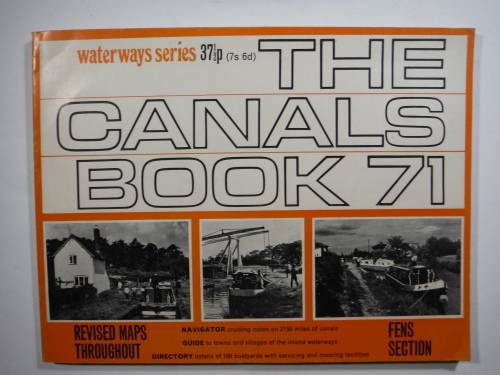 waterways series 37½p (7s 6d) THE
CANALS
BOOK 71
REVISED MAPS
THROUGHOUT
NAVIGATOR cruising notes on 2150 miles of canals
GUIDE to towns and villages of the inland waterways
DIRECTORY details of 100 boatyards with servicing and mooring facilities
FENS
SECTION